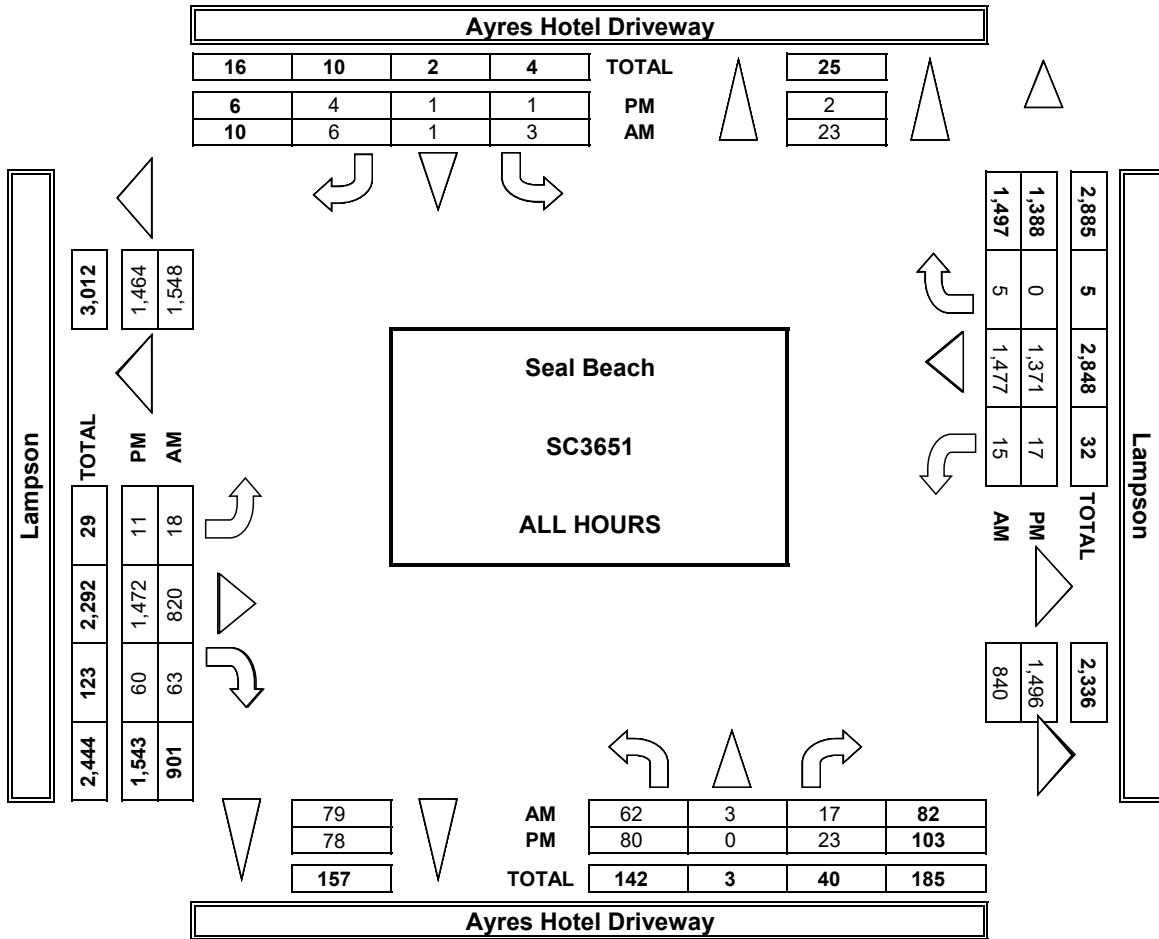 Ayres Hotel Driveway
16 10 2 4 TOTAL 25
6 4 1 1 PM 2
10 6 1 3 AM 23
Lampson
3,012 1,464 1,548
TOTAL PM AM
29 11 18
2,292 1,472 820
123 60 63
2,444 1,543 901
Seal Beach
SC3651
ALL HOURS
1,497 1,388 2,885
5 0 5
1,477 1,371 2,848
15 17 32
AM PM TOTAL
840 1,496 2,336
Lampson
79 AM 62 3 17 82
78 PM 80 0 23 103
157 TOTAL 142 3 40 185
Ayres Hotel Driveway